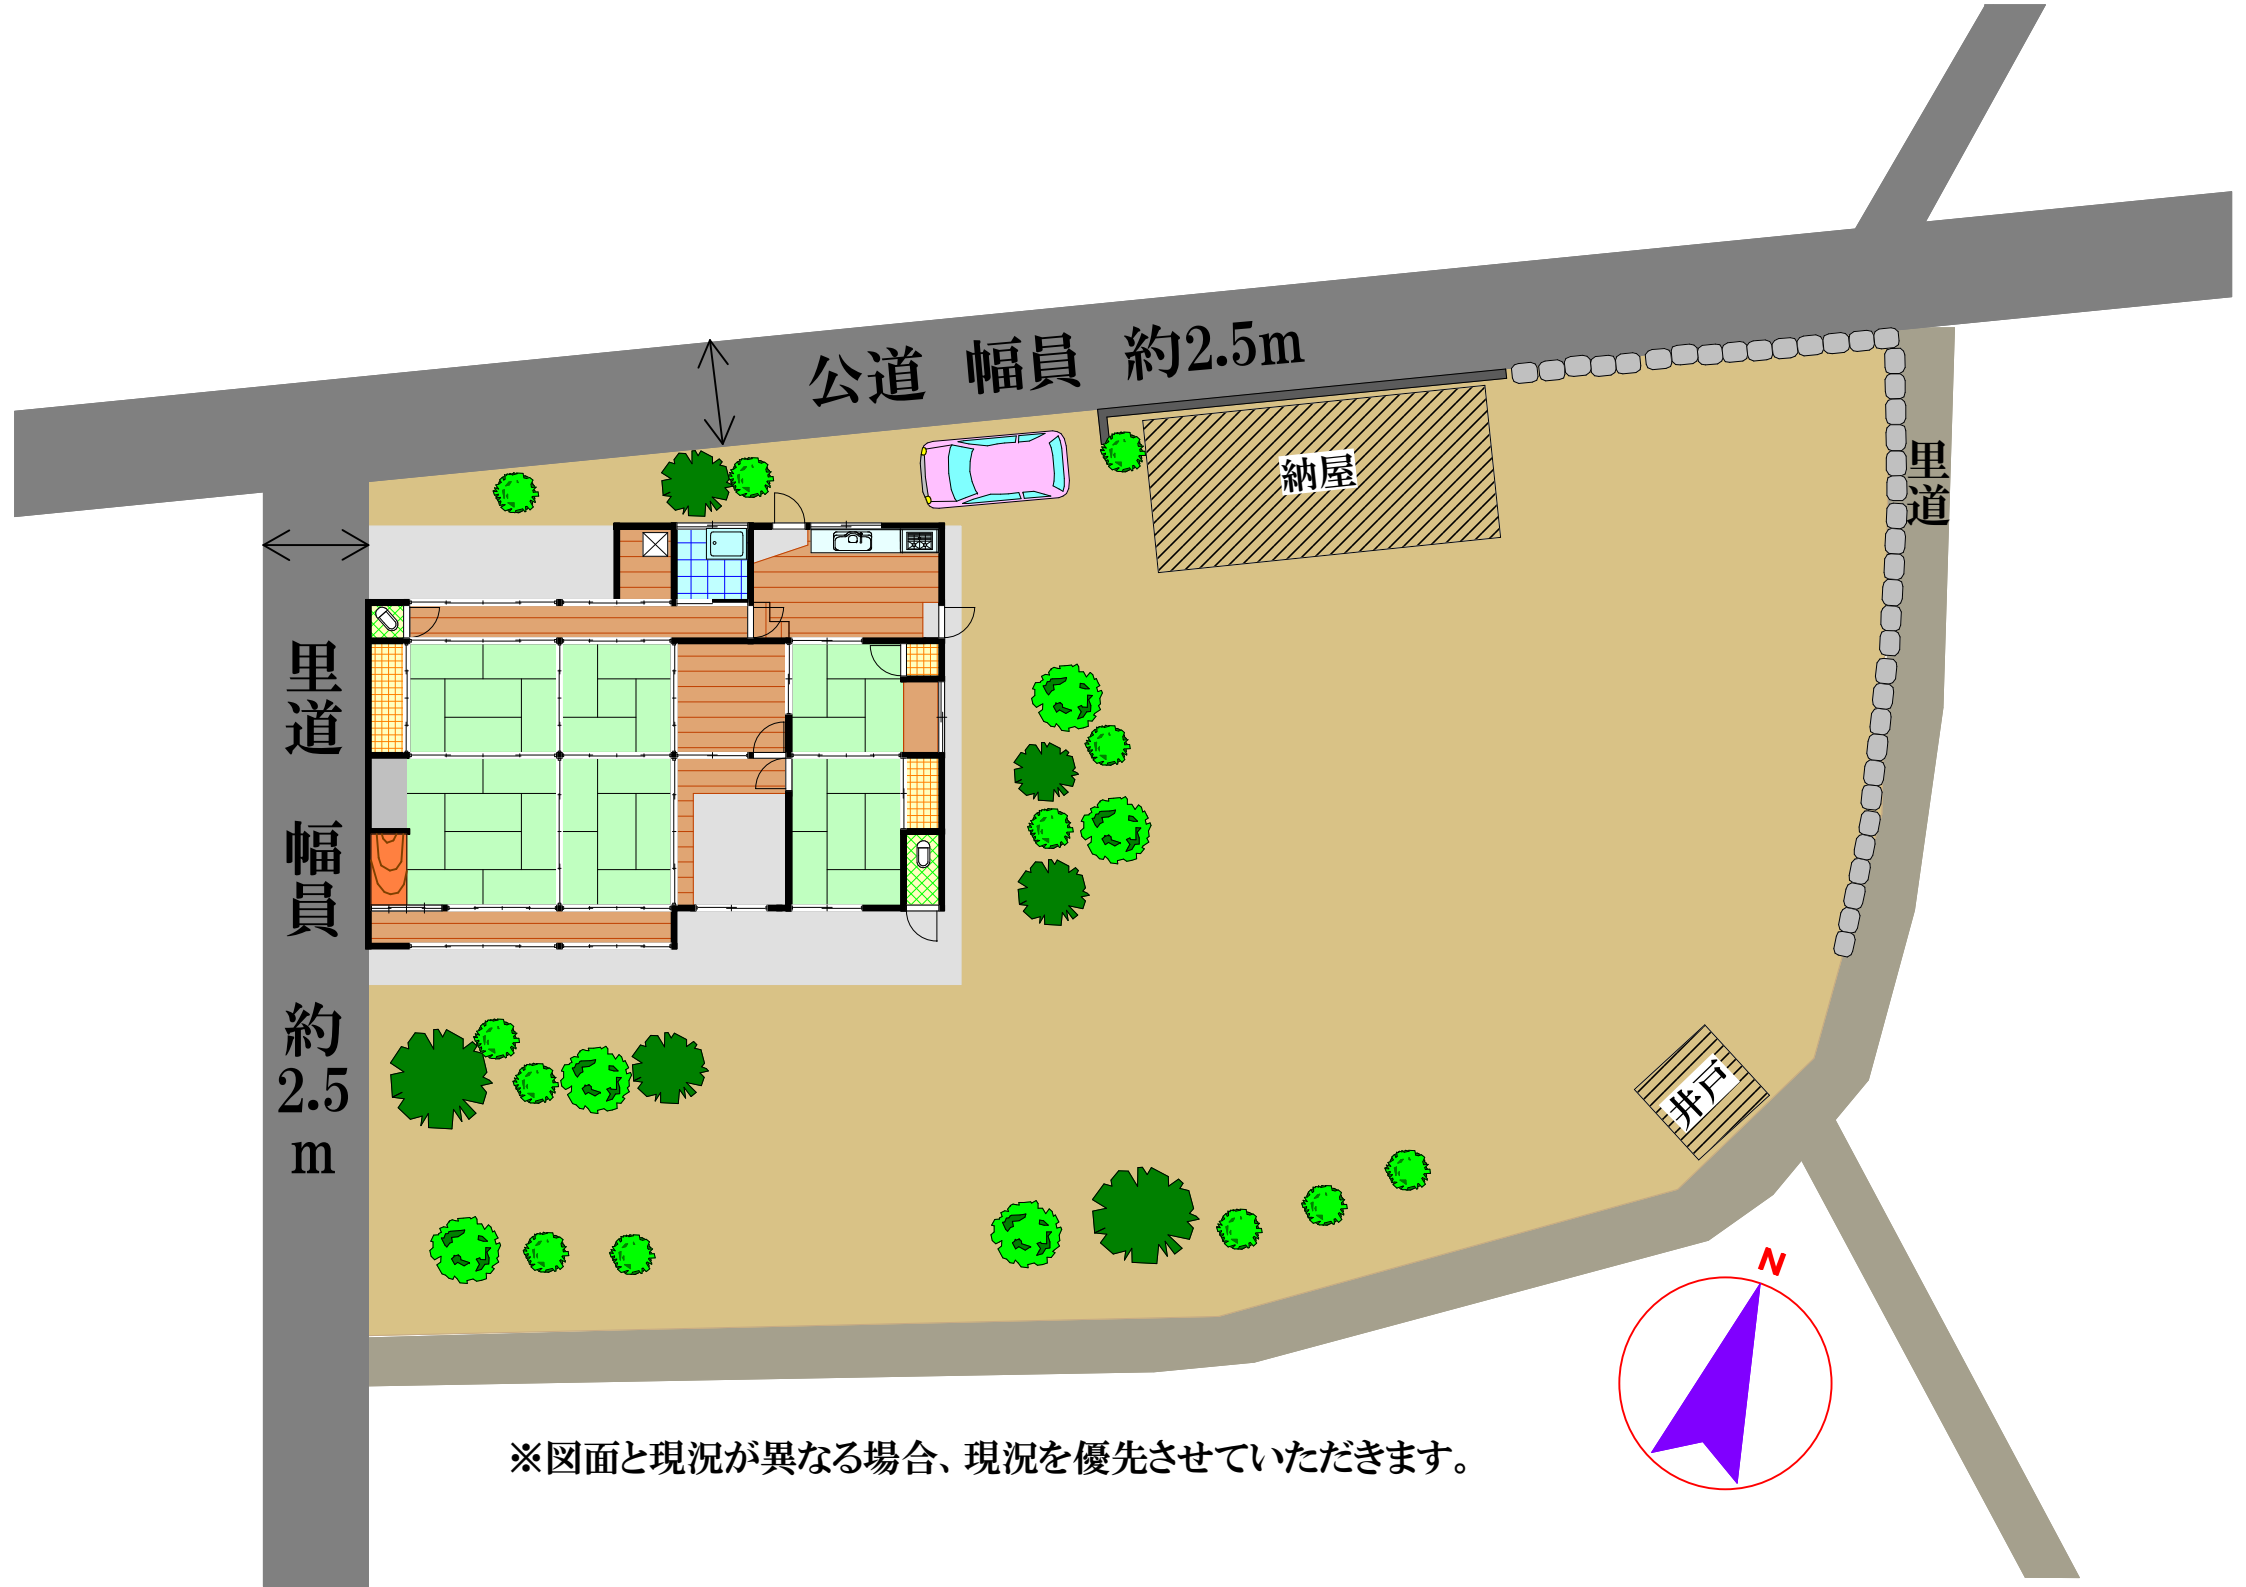 公道 幅員 約2.5m
納屋
里道
里道 幅員 約2.5m
井戸
N
※図面と現況が異なる場合、現況を優先させていただきます。